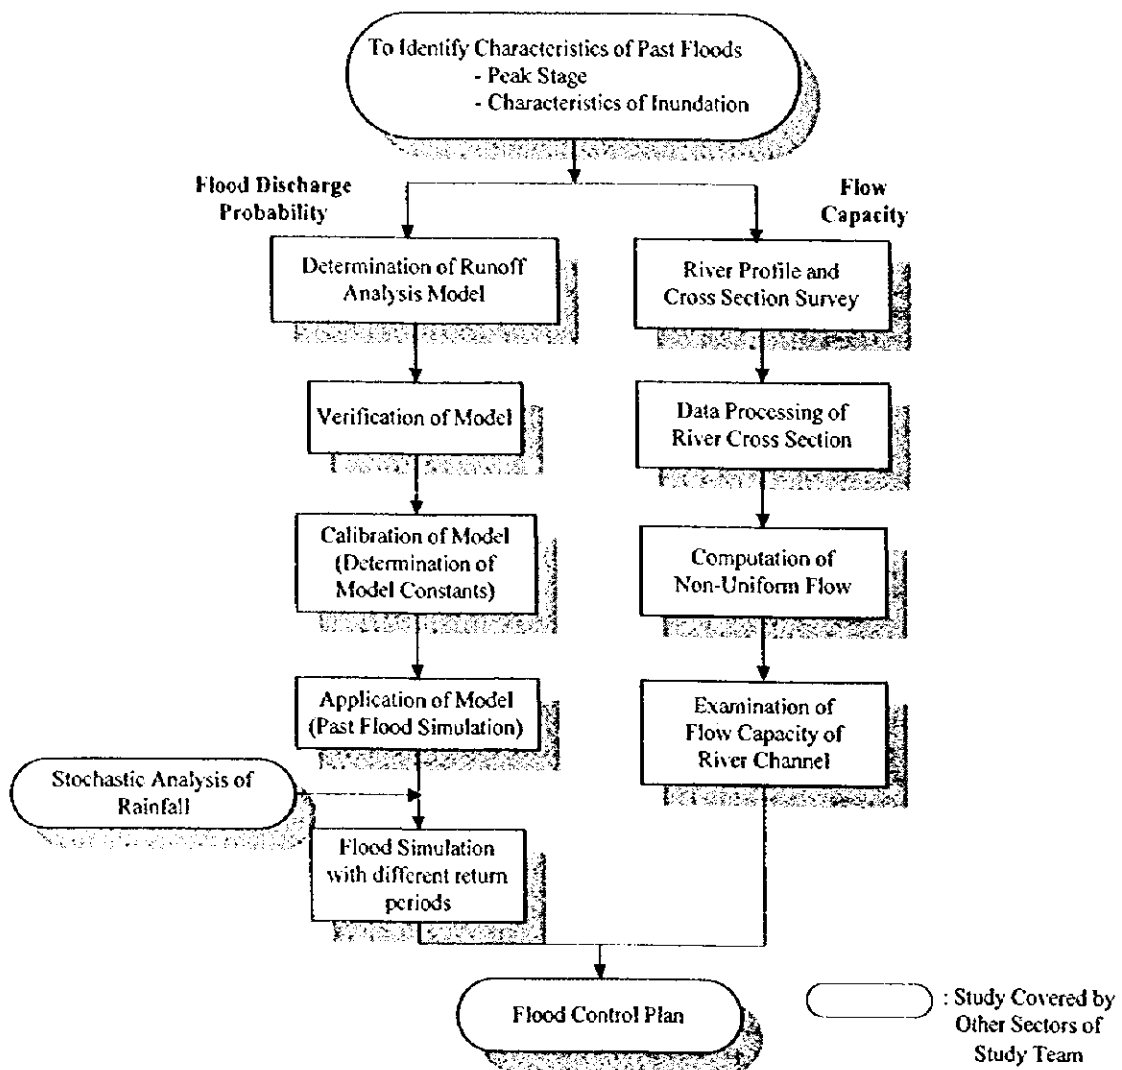 To Identify Characteristics of Past Floods
- Peak Stage
- Characteristics of Inundation
Flood Discharge
Probability
Flow
Capacity
Determination of Runoff
Analysis Model
River Profile and
Cross Section Survey
Verification of Model
Data Processing of
River Cross Section
Calibration of Model
(Determination of
Model Constants)
Computation of
Non-Uniform Flow
Application of Model
(Past Flood Simulation)
Examination of
Flow Capacity of
River Channel
Stochastic Analysis of
Rainfall
Flood Simulation
with different return
periods
Flood Control Plan
: Study Covered by
Other Sectors of
Study Team